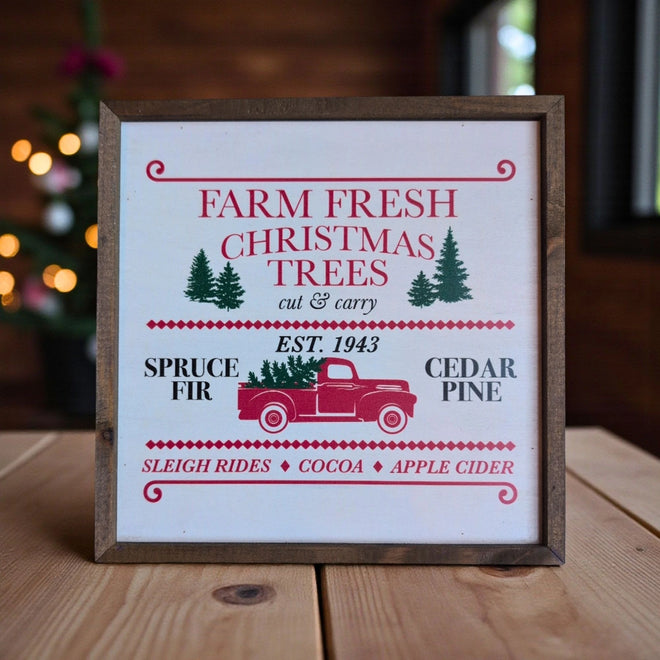 FARM FRESH
CHRISTMAS
TREES
cut & carry
EST. 1943
SPRUCE
FIR
CEDAR
PINE
SLEIGH RIDES ♦ COCOA ♦ APPLE CIDER